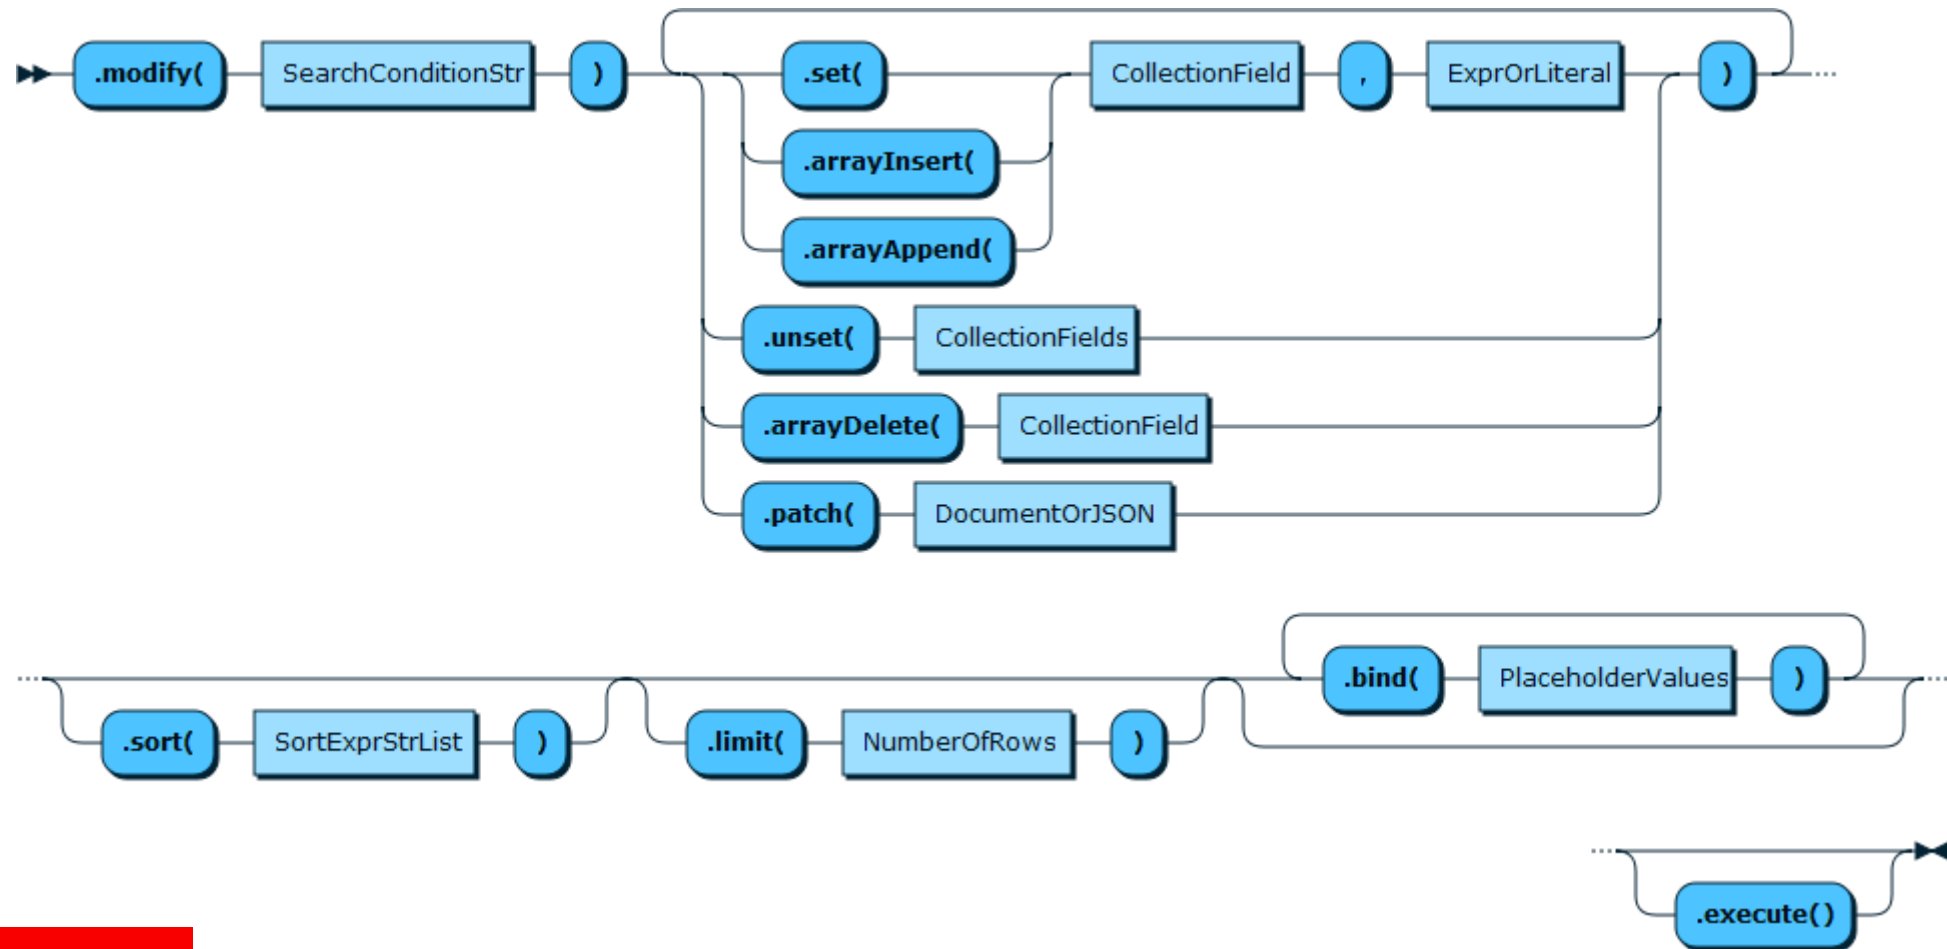 .modify( SearchConditionStr ) .set( CollectionField , ExprOrLiteral )
.arrayInsert(
.arrayAppend(
.unset( CollectionFields
.arrayDelete( CollectionField
.patch( DocumentOrJSON
.bind( PlaceholderValues )
.sort( SortExprStrList ) .limit( NumberOfRows )
.execute()